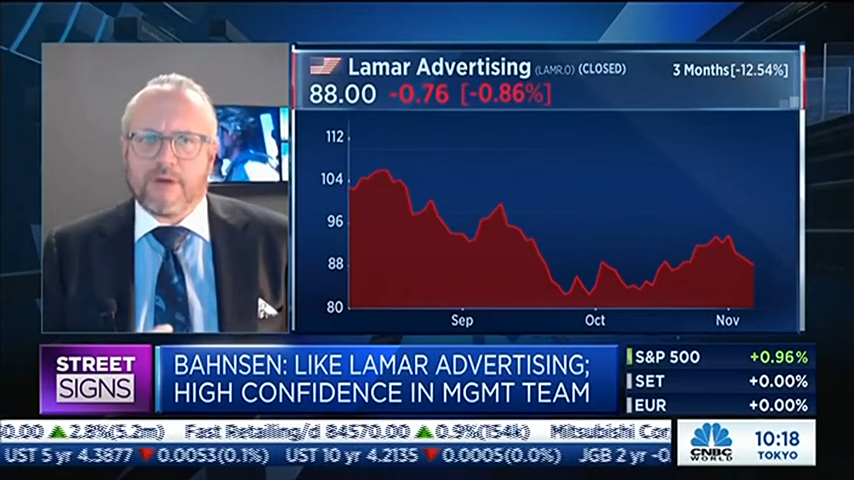 Lamar Advertising (LAMR.O) (CLOSED) 3 Months[-12.54%]
88.00 -0.76 [-0.86%]
112
104
96
88
80
Sep Oct Nov
STREET
SIGNS
BAHNSEN: LIKE LAMAR ADVERTISING;
HIGH CONFIDENCE IN MGMT TEAM
S&P 500 +0.96%
SET +0.00%
EUR +0.00%
0.00 ▲2.8%(5.2m) Fast Retailing/d 84570.00 ▲0.9%(154k) Mitsubishi Cor
UST 5 yr 4.3877 ▼0.0053(0.1%) UST 10 yr 4.2135 ▼0.0005(0.0%) JGB 2 yr -0
CNBC
WORLD
10:18
TOKYO